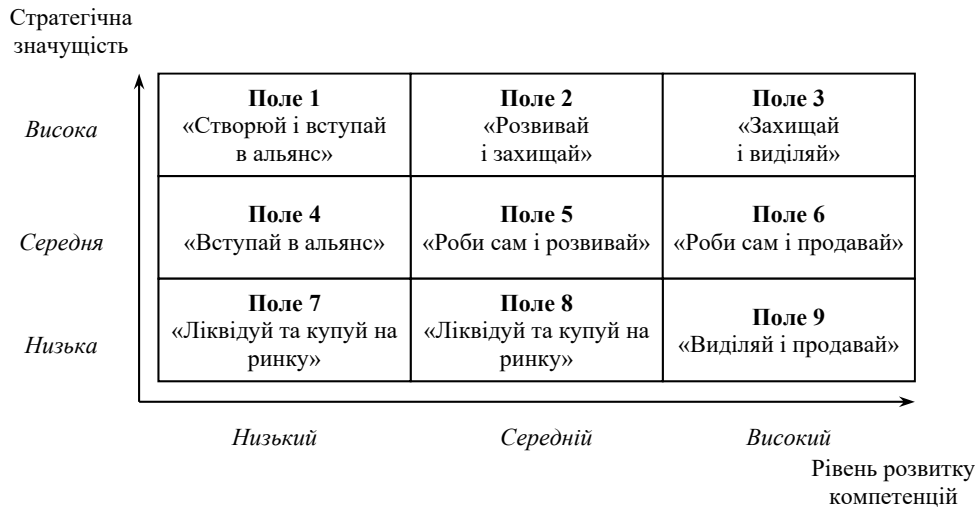 Стратегічна
значущість
Висока
Поле 1
«Створюй і вступай
в альянс»
Поле 2
«Розвивай
і захищай»
Поле 3
«Захищай
і виділяй»
Середня
Поле 4
«Вступай в альянс»
Поле 5
«Роби сам і розвивай»
Поле 6
«Роби сам і продавай»
Низька
Поле 7
«Ліквідуй та купуй на
ринку»
Поле 8
«Ліквідуй та купуй на
ринку»
Поле 9
«Виділяй і продавай»
Низький
Середній
Високий
Рівень розвитку
компетенцій